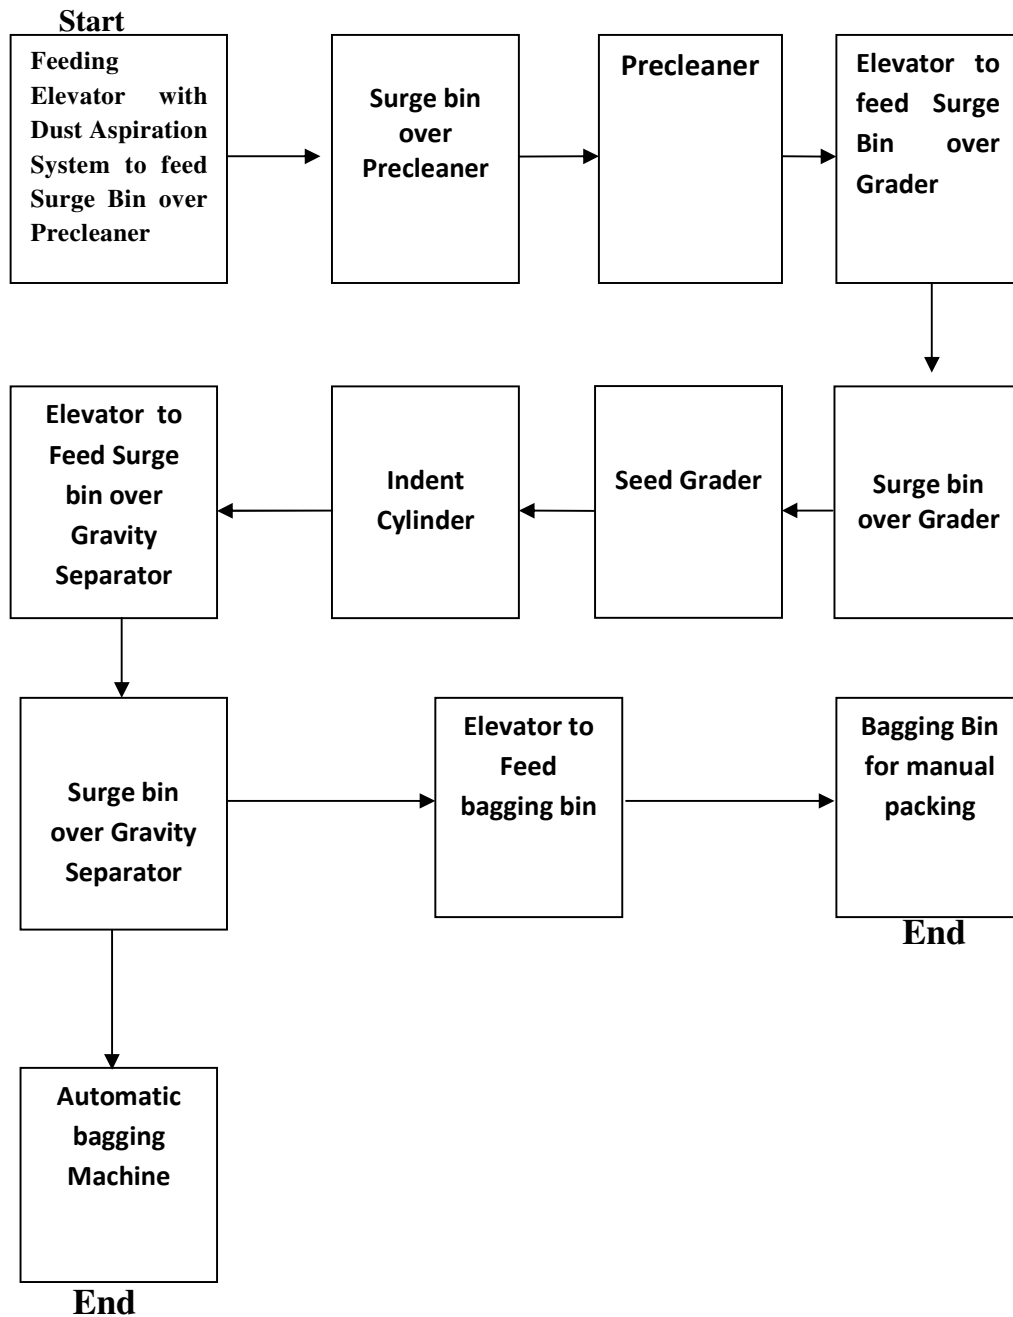 Start
Feeding
Elevator with
Dust Aspiration
System to feed
Surge Bin over
Precleaner
Surge bin
over
Precleaner
Precleaner
Elevator to
feed Surge
Bin over
Grader
Surge bin
over Grader
Seed Grader
Indent
Cylinder
Elevator to
Feed Surge
bin over
Gravity
Separator
Surge bin
over Gravity
Separator
Elevator to
Feed
bagging bin
Bagging Bin
for manual
packing
End
Automatic
bagging
Machine
End